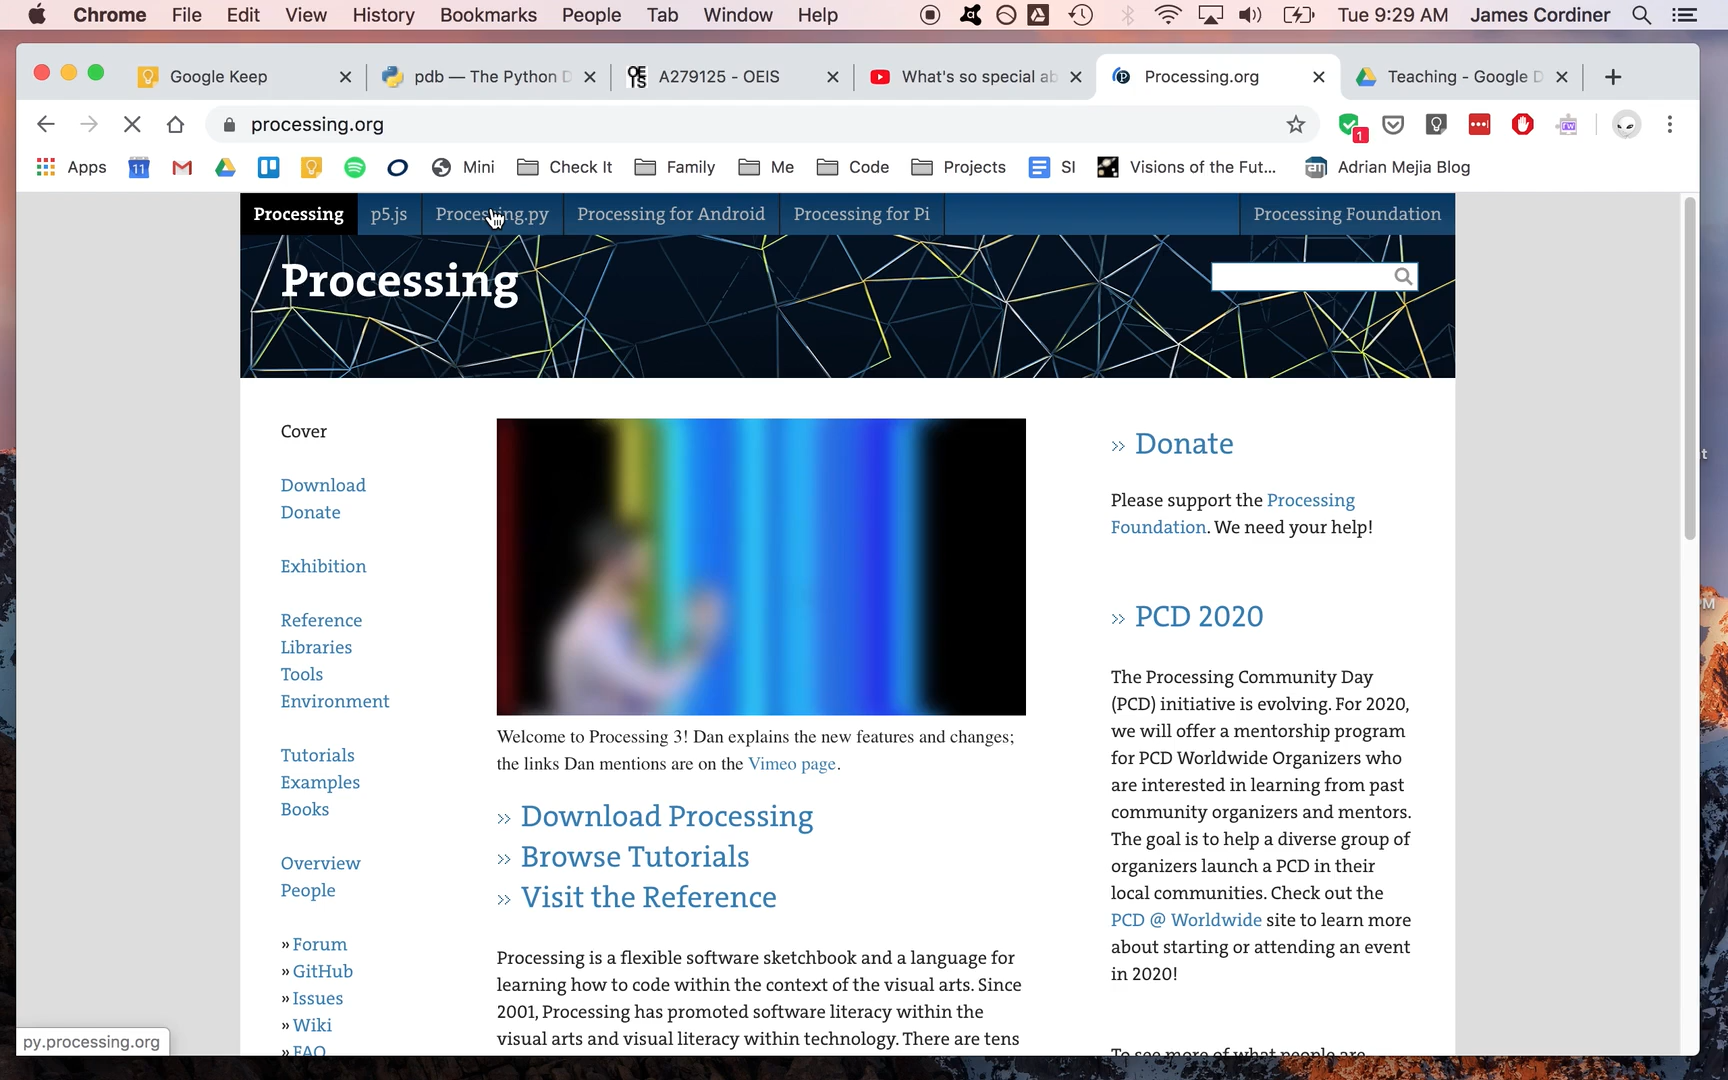 Chrome File Edit View History Bookmarks People Tab Window Help Tue 9:29 AM James Cordiner
Google Keep pdb — The Python D A279125 - OEIS What's so special ab Processing.org Teaching - Google D
processing.org 1
Apps 11 Mini Check It Family Me Code Projects SI Visions of the Fut... Adrian Mejia Blog
Processing p5.js Processing.py Processing for Android Processing for Pi Processing Foundation
Processing
Cover
Download
Donate
Exhibition
Reference
Libraries
Tools
Environment
Tutorials
Examples
Books
Overview
People
» Forum
» GitHub
» Issues
» Wiki
» FAQ
Welcome to Processing 3! Dan explains the new features and changes;
the links Dan mentions are on the Vimeo page.
» Download Processing
» Browse Tutorials
» Visit the Reference
Processing is a flexible software sketchbook and a language for
learning how to code within the context of the visual arts. Since
2001, Processing has promoted software literacy within the
visual arts and visual literacy within technology. There are tens
» Donate
Please support the Processing
Foundation. We need your help!
» PCD 2020
The Processing Community Day
(PCD) initiative is evolving. For 2020,
we will offer a mentorship program
for PCD Worldwide Organizers who
are interested in learning from past
community organizers and mentors.
The goal is to help a diverse group of
organizers launch a PCD in their
local communities. Check out the
PCD @ Worldwide site to learn more
about starting or attending an event
in 2020!
To see more of what people are
py.processing.org